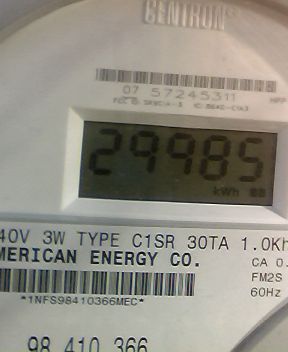 CENTRON
07 57245311
29985
kWh
40V 3W TYPE C1SR 30TA 1.0Kh
MERICAN ENERGY CO.
CA 0.
FM2S
60Hz
*1NFS98410366MEC*
98 410 366